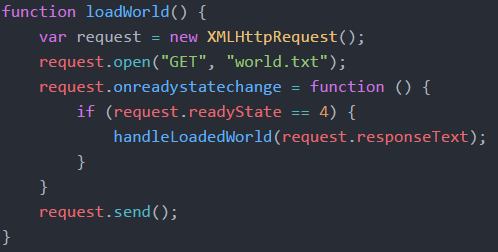 function loadWorld() {
    var request = new XMLHttpRequest();
    request.open("GET", "world.txt");
    request.onreadystatechange = function () {
        if (request.readyState == 4) {
            handleLoadedWorld(request.responseText);
        }
    }
    request.send();
}